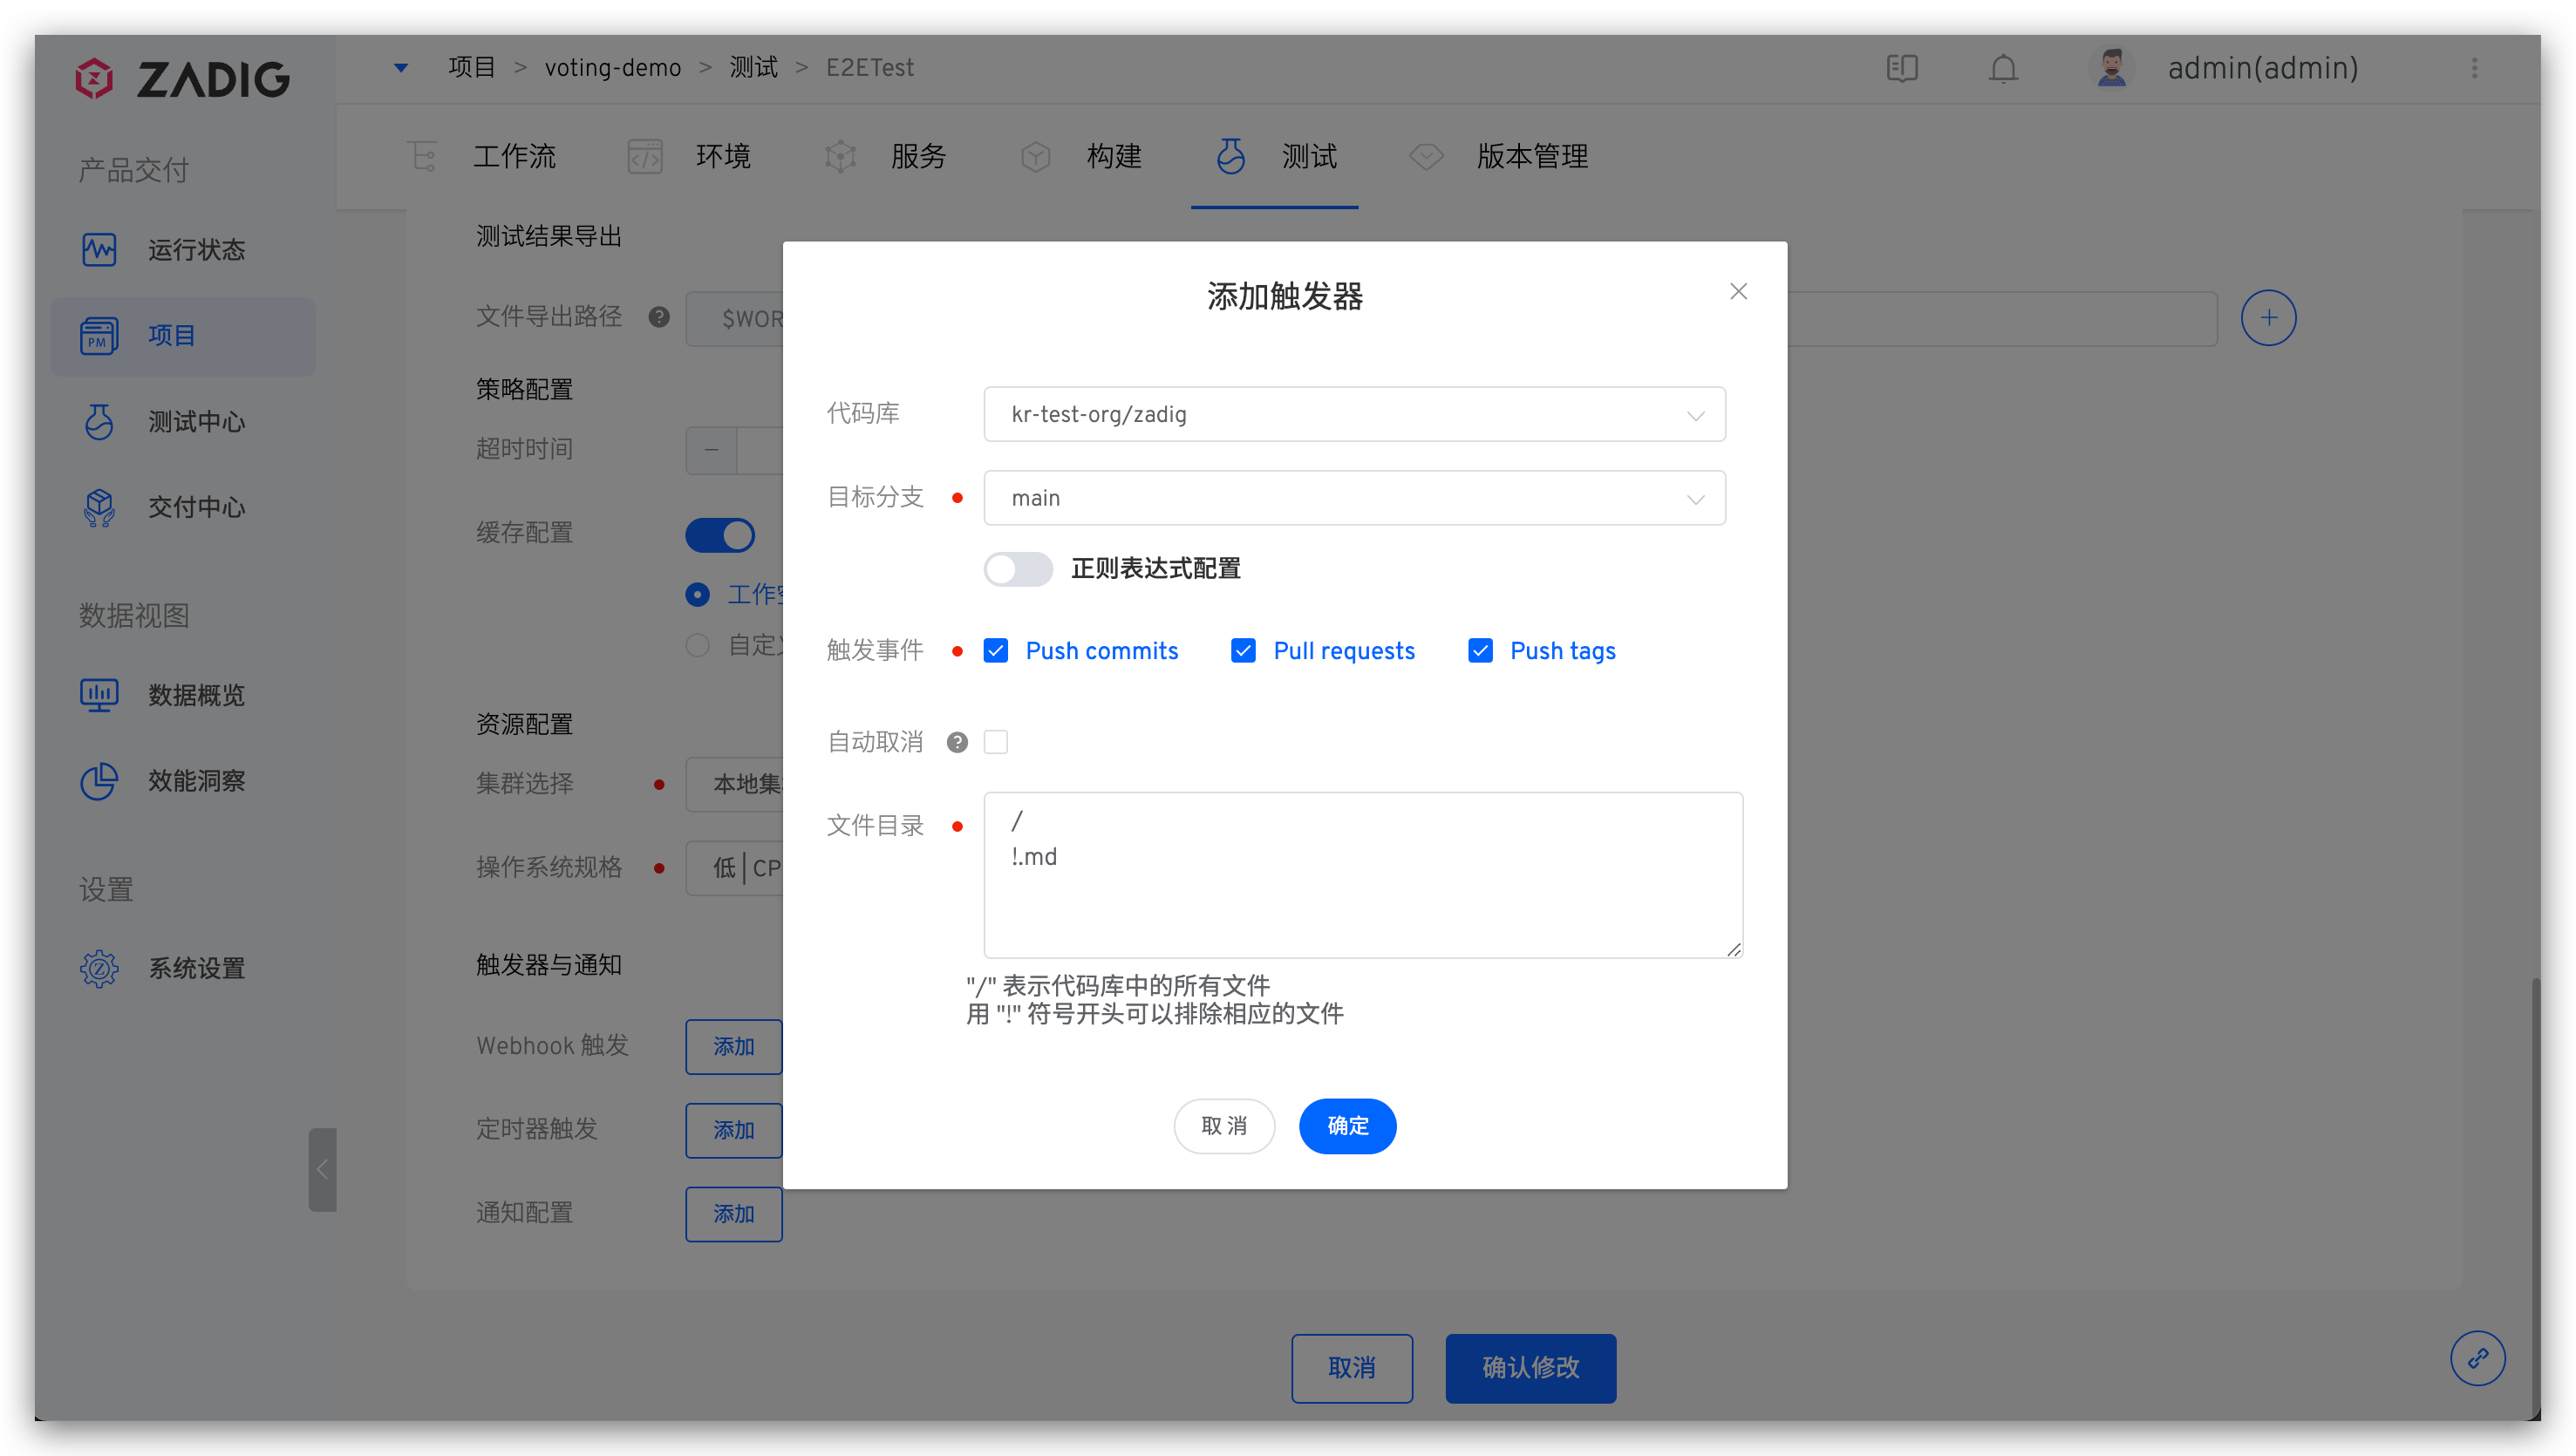 ZADIG
项目 > voting-demo > 测试 > E2ETest
admin(admin)
产品交付
运行状态
PM
项目
测试中心
交付中心
数据视图
数据概览
效能洞察
设置
系统设置
工作流
环境
服务
构建
测试
版本管理
测试结果导出
文件导出路径
?
$WOR
策略配置
超时时间
缓存配置
工作
自定
资源配置
集群选择
本地集
操作系统规格
低 | CP
触发器与通知
Webhook 触发
添加
定时器触发
添加
通知配置
添加
添加触发器
代码库
kr-test-org/zadig
目标分支
main
正则表达式配置
触发事件
Push commits
Pull requests
Push tags
自动取消
?
文件目录
/
!.md
"/" 表示代码库中的所有文件
用 "!" 符号开头可以排除相应的文件
取 消
确定
取消
确认修改